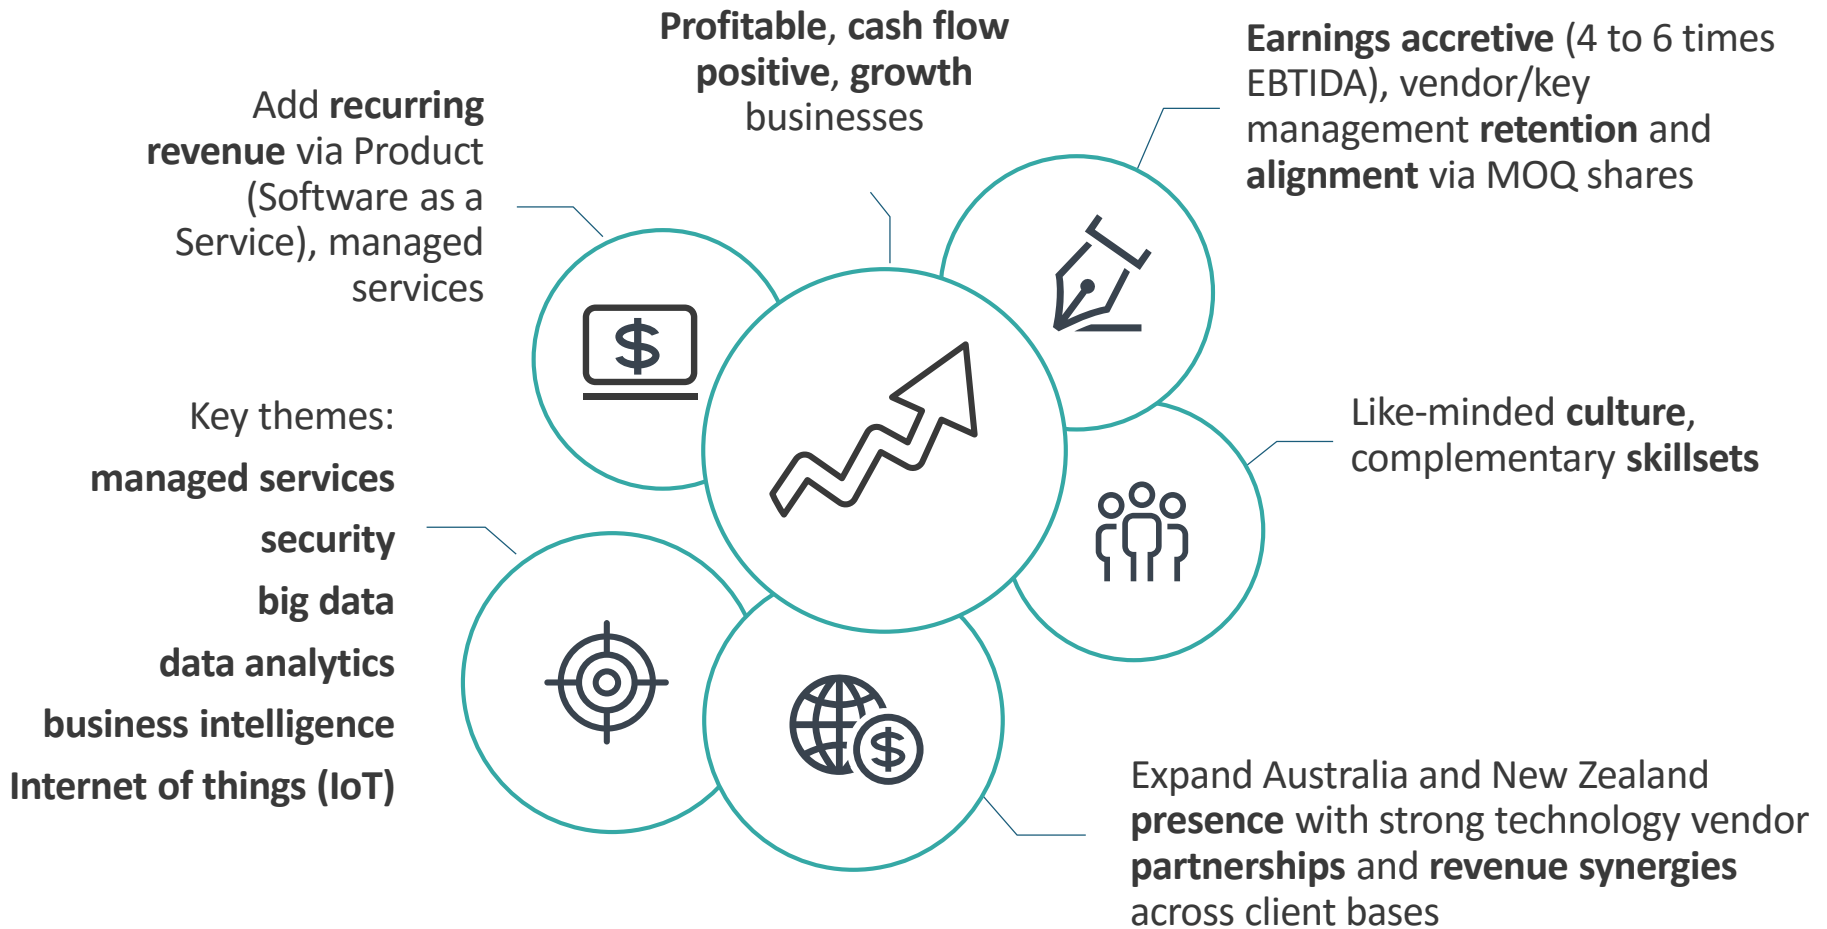 Profitable, cash flow
positive, growth
businesses
Earnings accretive (4 to 6 times
EBTIDA), vendor/key
management retention and
alignment via MOQ shares
Add recurring
revenue via Product
(Software as a
Service), managed
services
$
Like-minded culture,
complementary skillsets
Key themes:
managed services
security
big data
data analytics
business intelligence
Internet of things (IoT)
$
Expand Australia and New Zealand
presence with strong technology vendor
partnerships and revenue synergies
across client bases